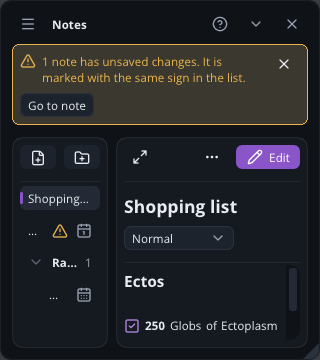 Notes
1 note has unsaved changes. It is
marked with the same sign in the list.
Go to note
Edit
Shopping...
...
Ra... 1
...
Shopping list
Normal
Ectos
250 Globs of Ectoplasm